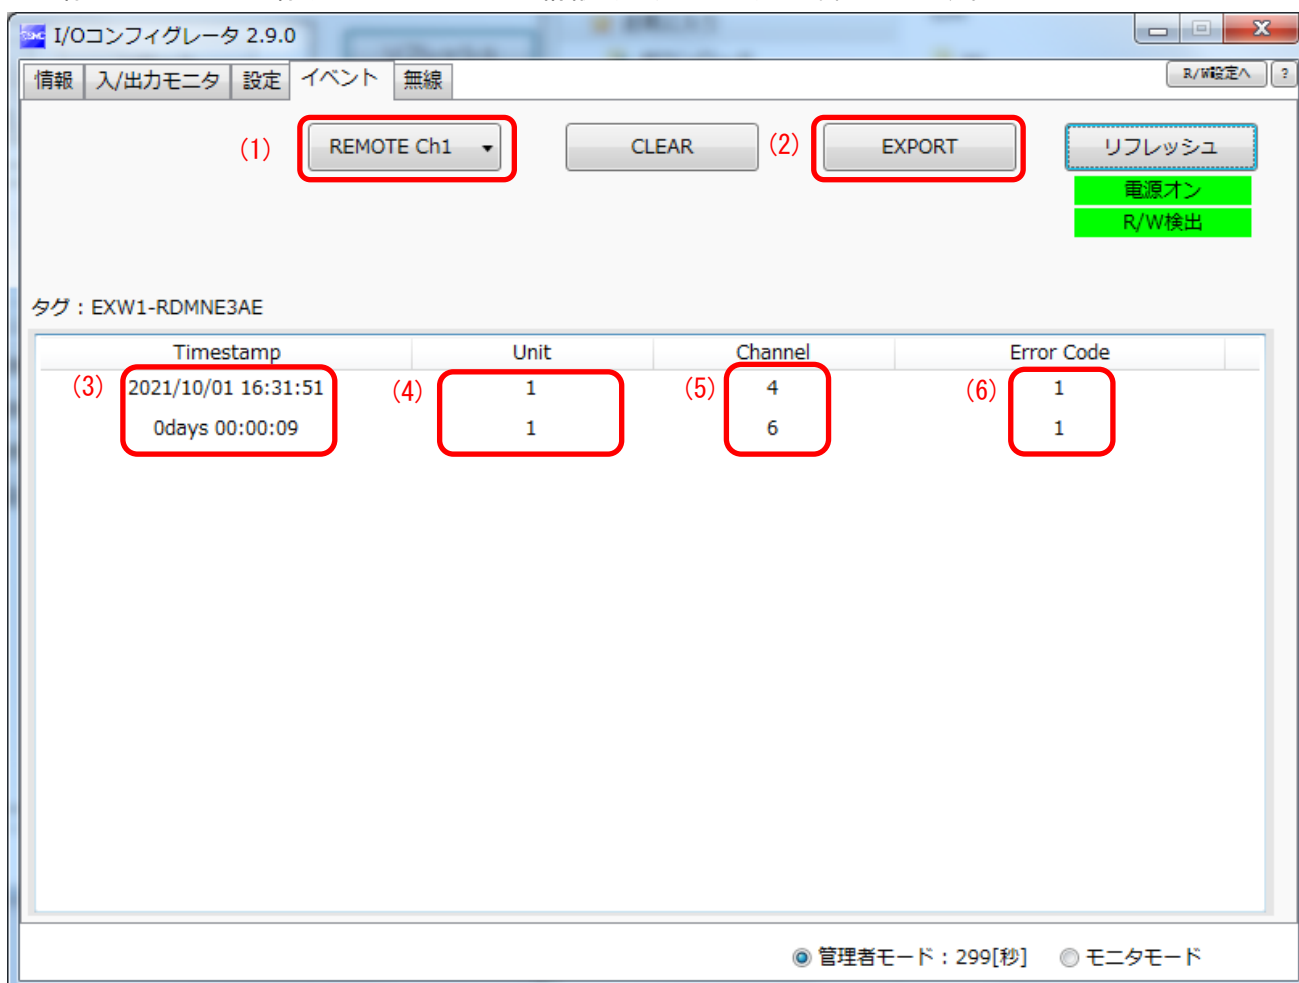 I/Oコンフィグレータ 2.9.0
情報 入/出力モニタ 設定 イベント 無線 R/W設定へ ?
(1) REMOTE Ch1 CLEAR (2) EXPORT リフレッシュ
電源オン
R/W検出
タグ：EXW1-RDMNE3AE
Timestamp Unit Channel Error Code
(3) 2021/10/01 16:31:51 (4) 1 (5) 4 (6) 1
0days 00:00:09 1 6 1
管理者モード：299[秒] モニタモード